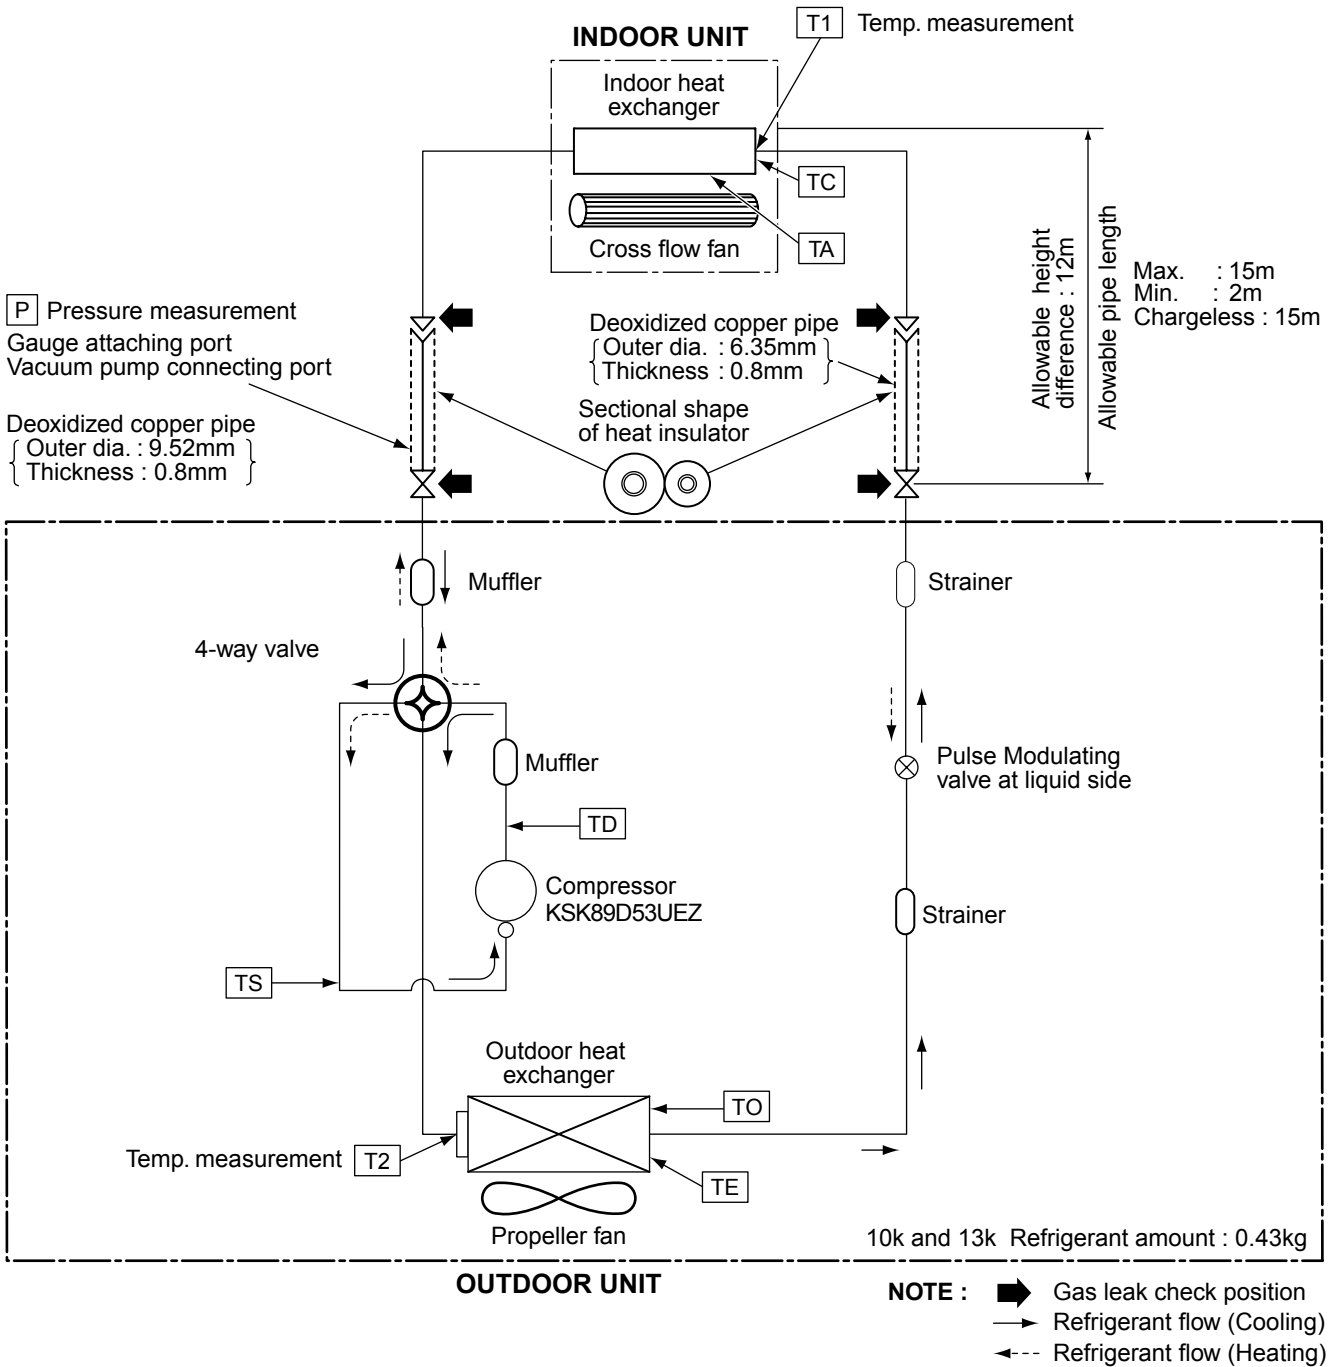 T1 Temp. measurement
INDOOR UNIT
Indoor heat
exchanger
TC
TA
Cross flow fan
Allowable height
difference : 12m
Allowable pipe length
Max. : 15m
Min. : 2m
Chargeless : 15m
P Pressure measurement
Gauge attaching port
Vacuum pump connecting port
Deoxidized copper pipe
Outer dia. : 9.52mm
Thickness : 0.8mm
Deoxidized copper pipe
Outer dia. : 6.35mm
Thickness : 0.8mm
Sectional shape
of heat insulator
Muffler
Strainer
4-way valve
Muffler
Pulse Modulating
valve at liquid side
TD
Compressor
KSK89D53UEZ
Strainer
TS
Outdoor heat
exchanger
TO
Temp. measurement T2
TE
Propeller fan
10k and 13k Refrigerant amount : 0.43kg
OUTDOOR UNIT
NOTE : Gas leak check position
Refrigerant flow (Cooling)
Refrigerant flow (Heating)